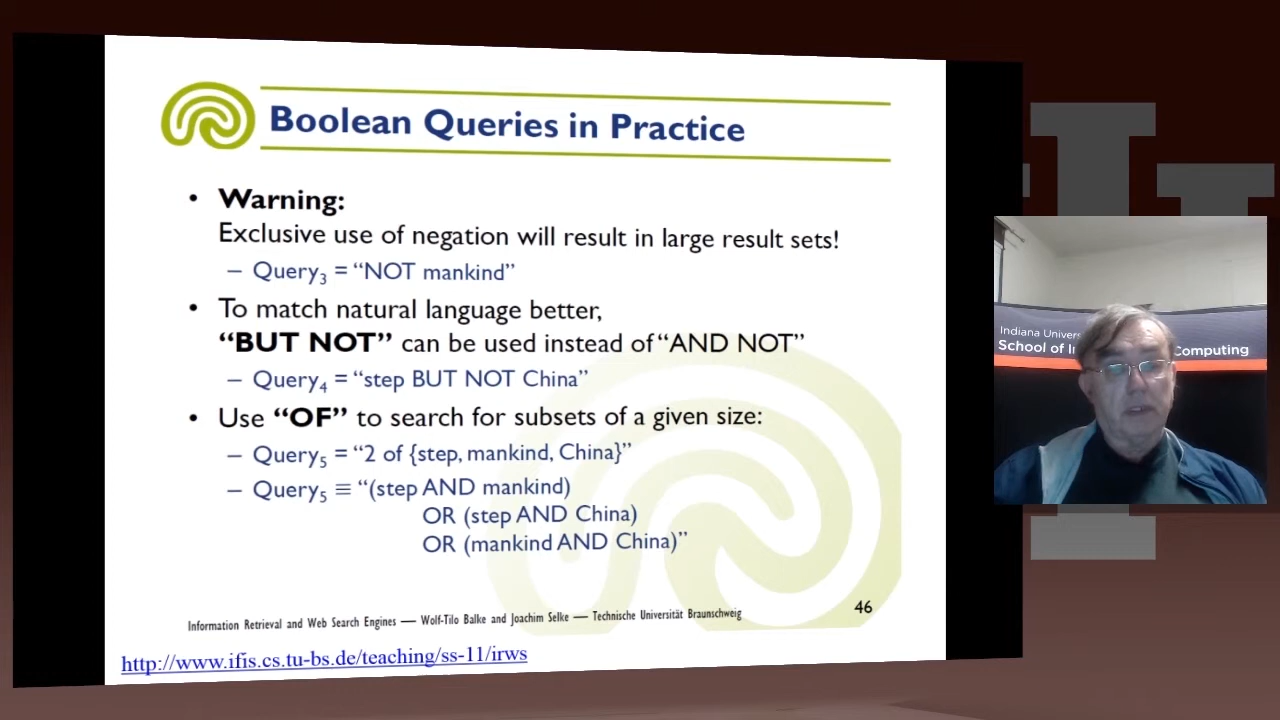 Boolean Queries in Practice
• Warning:
Exclusive use of negation will result in large result sets!
– Query3 = “NOT mankind”
• To match natural language better,
“BUT NOT” can be used instead of “AND NOT”
– Query4 = “step BUT NOT China”
• Use “OF” to search for subsets of a given size:
– Query5 = “2 of {step, mankind, China}”
– Query5 ≡ “(step AND mankind)
OR (step AND China)
OR (mankind AND China)”
46
Information Retrieval and Web Search Engines — Wolf-Tilo Balke and Joachim Selke — Technische Universität Braunschweig
http://www.ifis.cs.tu-bs.de/teaching/ss-11/irws
Indiana
School of
Computing